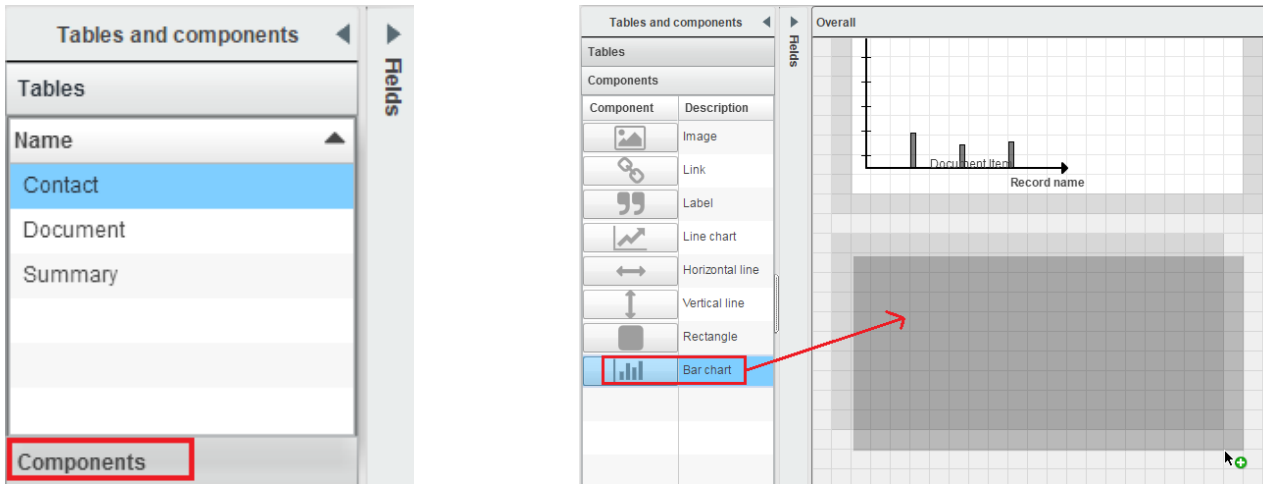 Tables and components
Fields
Tables
Name
Contact
Document
Summary
Components
Tables and components
Fields
Overall
Tables
Components
Component Description
Image
Link
Label
Line chart
Horizontal line
Vertical line
Rectangle
Bar chart
Document Item
Record name